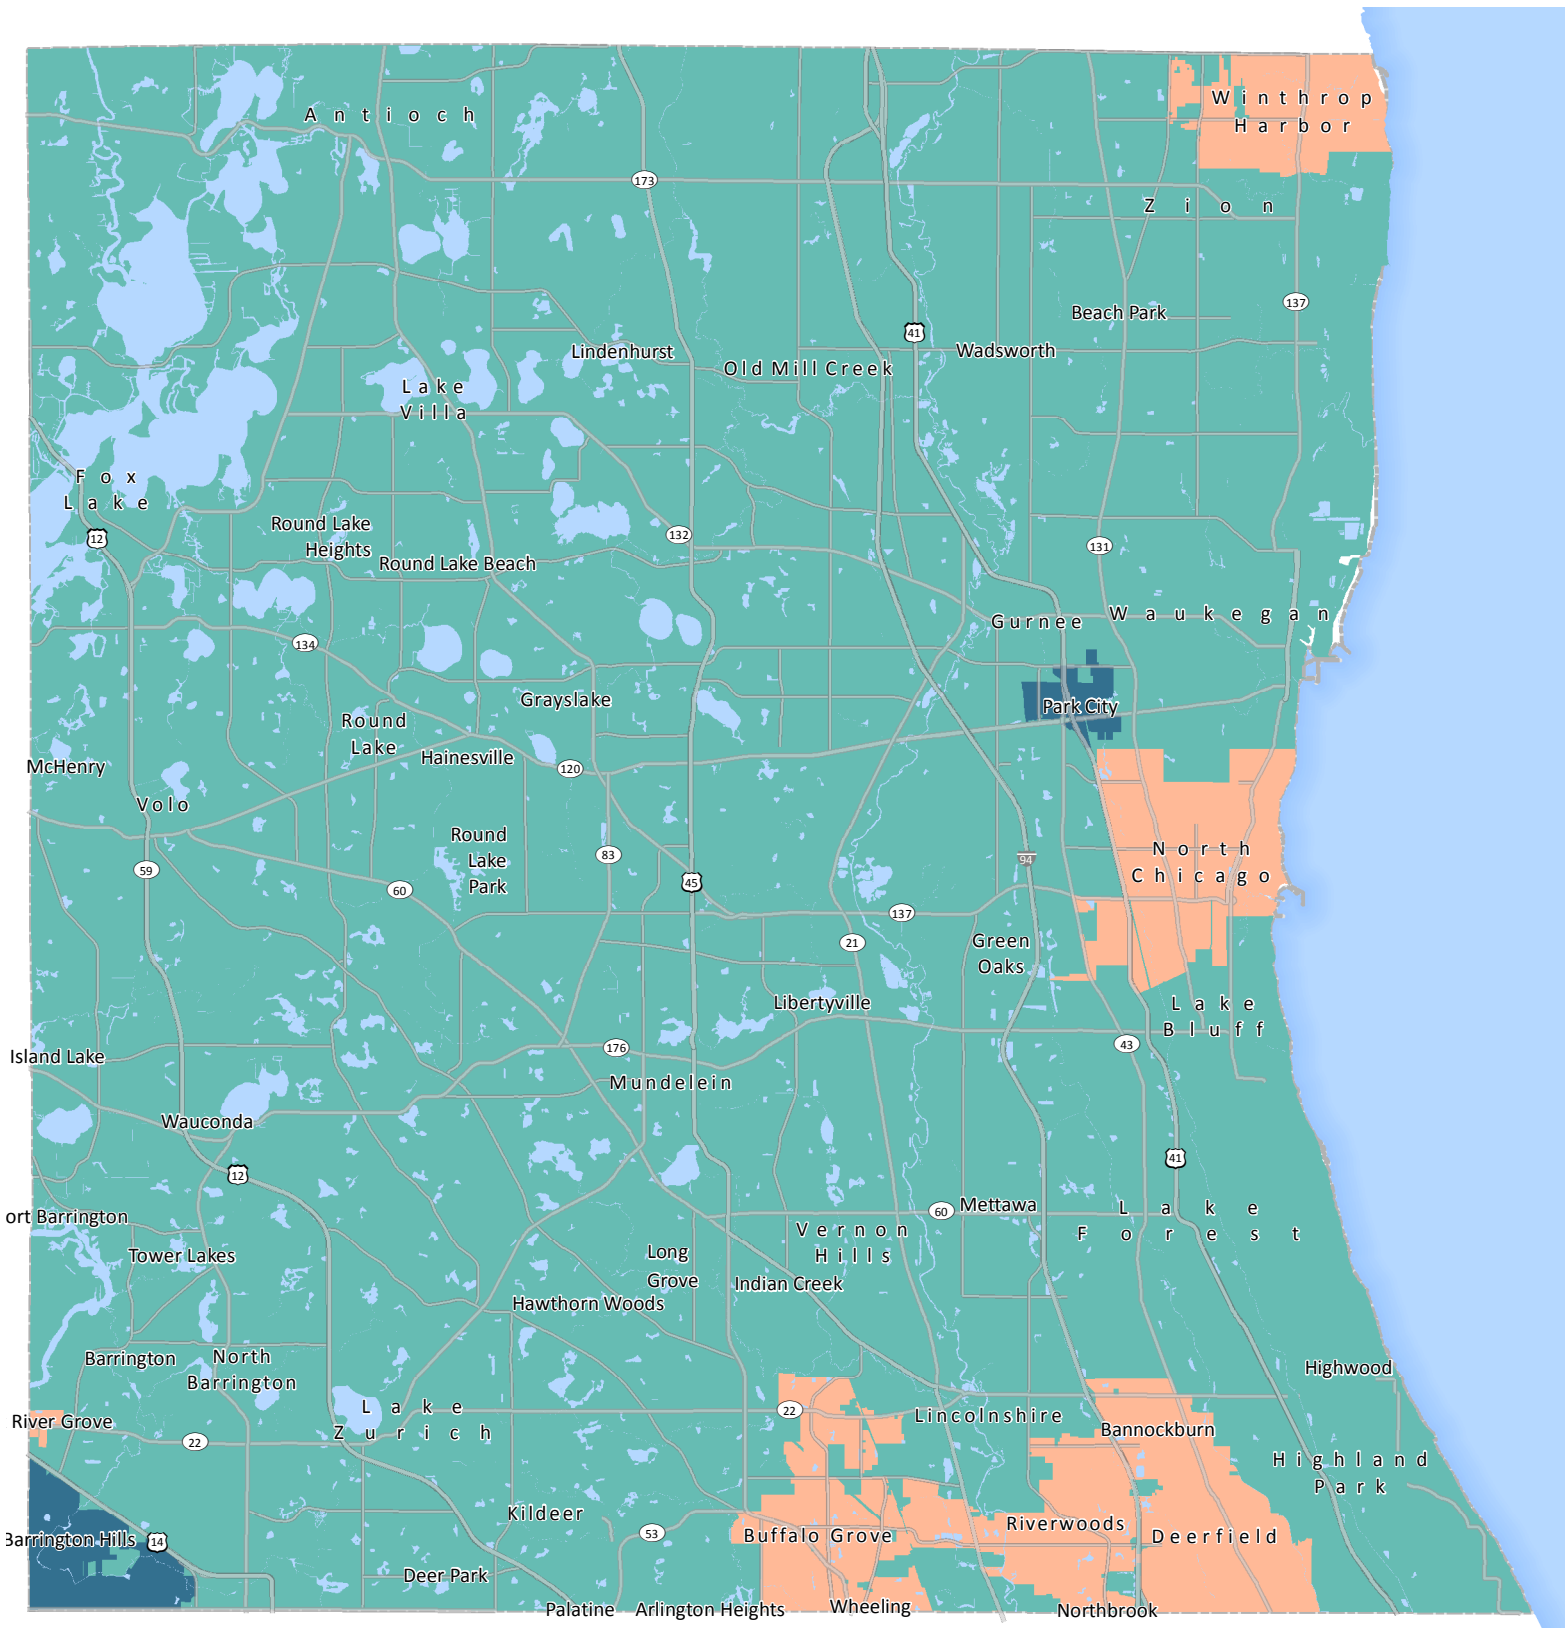 Winthrop
Harbor
Antioch
173
Zion
137
Beach Park
41
Wadsworth
Lindenhurst
Old Mill Creek
Lake
Villa
Fox
Lake
12
Round Lake
Heights
Round Lake Beach
132
131
Gurnee
Waukegan
134
Grayslake
Park City
Round
Lake
Hainesville
120
McHenry
Volo
Round
Lake
Park
83
59
60
45
94
North
Chicago
137
21
Green
Oaks
Libertyville
Lake
Bluff
43
176
Island Lake
Mundelein
Wauconda
12
41
60
Mettawa
Lake
Forest
ort Barrington
Tower Lakes
Vernon
Hills
Long
Grove
Indian Creek
Hawthorn Woods
Barrington
North
Barrington
Highwood
River Grove
22
Lake
Zurich
22
Lincolnshire
Bannockburn
Highland
Park
Kildeer
53
Buffalo Grove
Riverwoods
Deerfield
Barrington Hills
14
Deer Park
Palatine
Arlington Heights
Wheeling
Northbrook